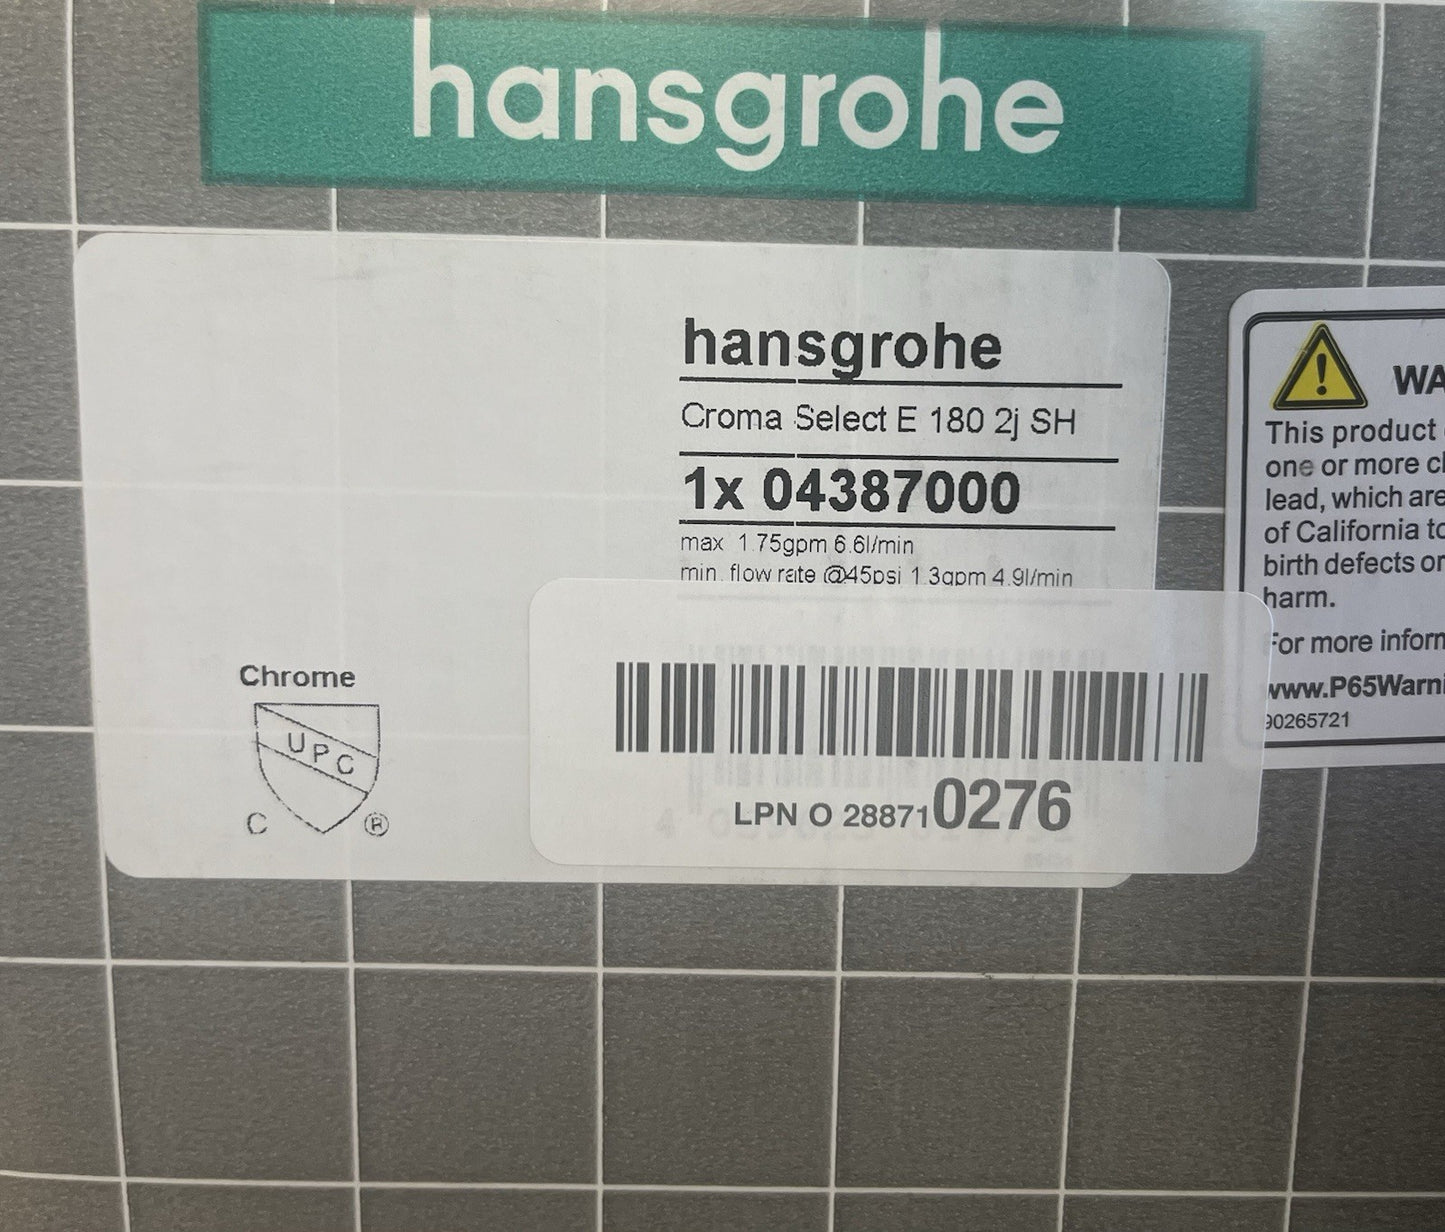 hansgrohe
hansgrohe
Croma Select E 180 2j SH
1x 04387000
max 1.75gpm 6.6l/min
min. flow rate @45psi 1.3gpm 4.9l/min
Chrome
UPC
C ®
LPN O 288710276
This product
one or more
lead, which are
of California
birth defects or
harm.
For more
90265721